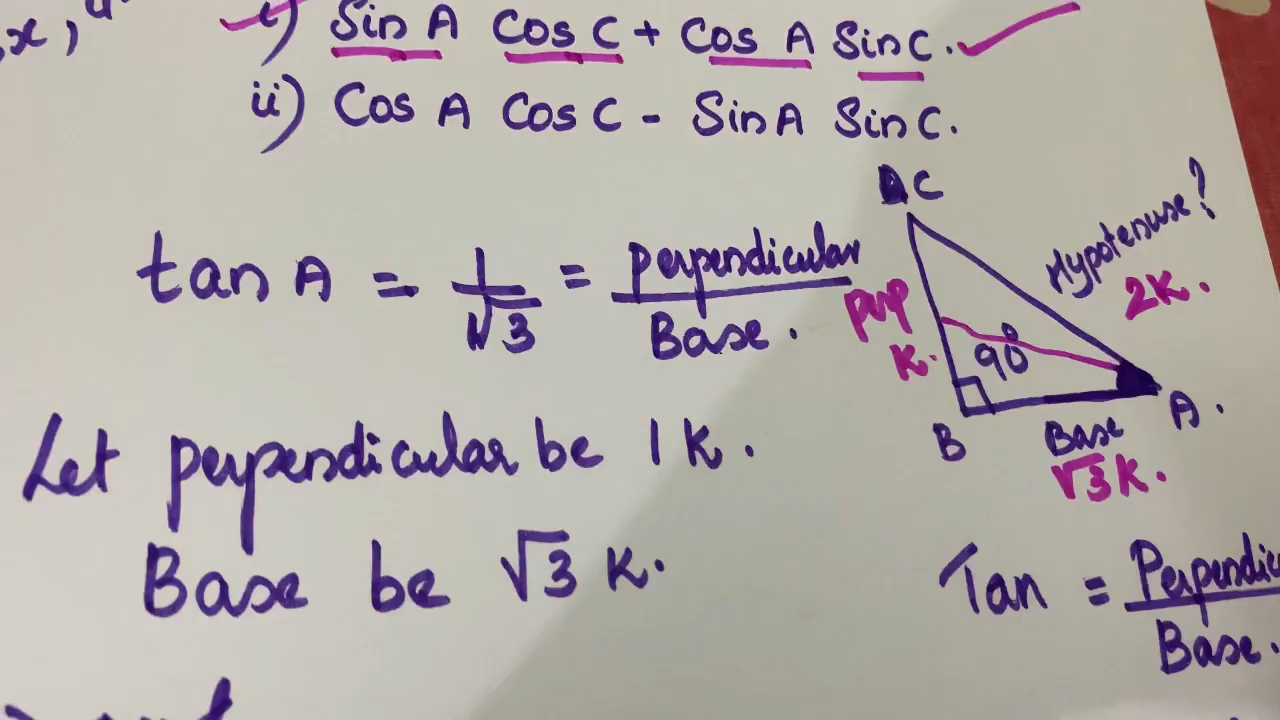 i) Sin A Cos C + Cos A Sin C.
ii) Cos A Cos C - Sin A Sin C.
tan A = 1/√3 = Perpendicular/Base.
C
Hypotenuse?
2K.
perp
K.
90°
B
A.
Base
√3 K.
Let perpendicular be 1 K.
Base be √3 K.
Tan = Perpendic
Base.